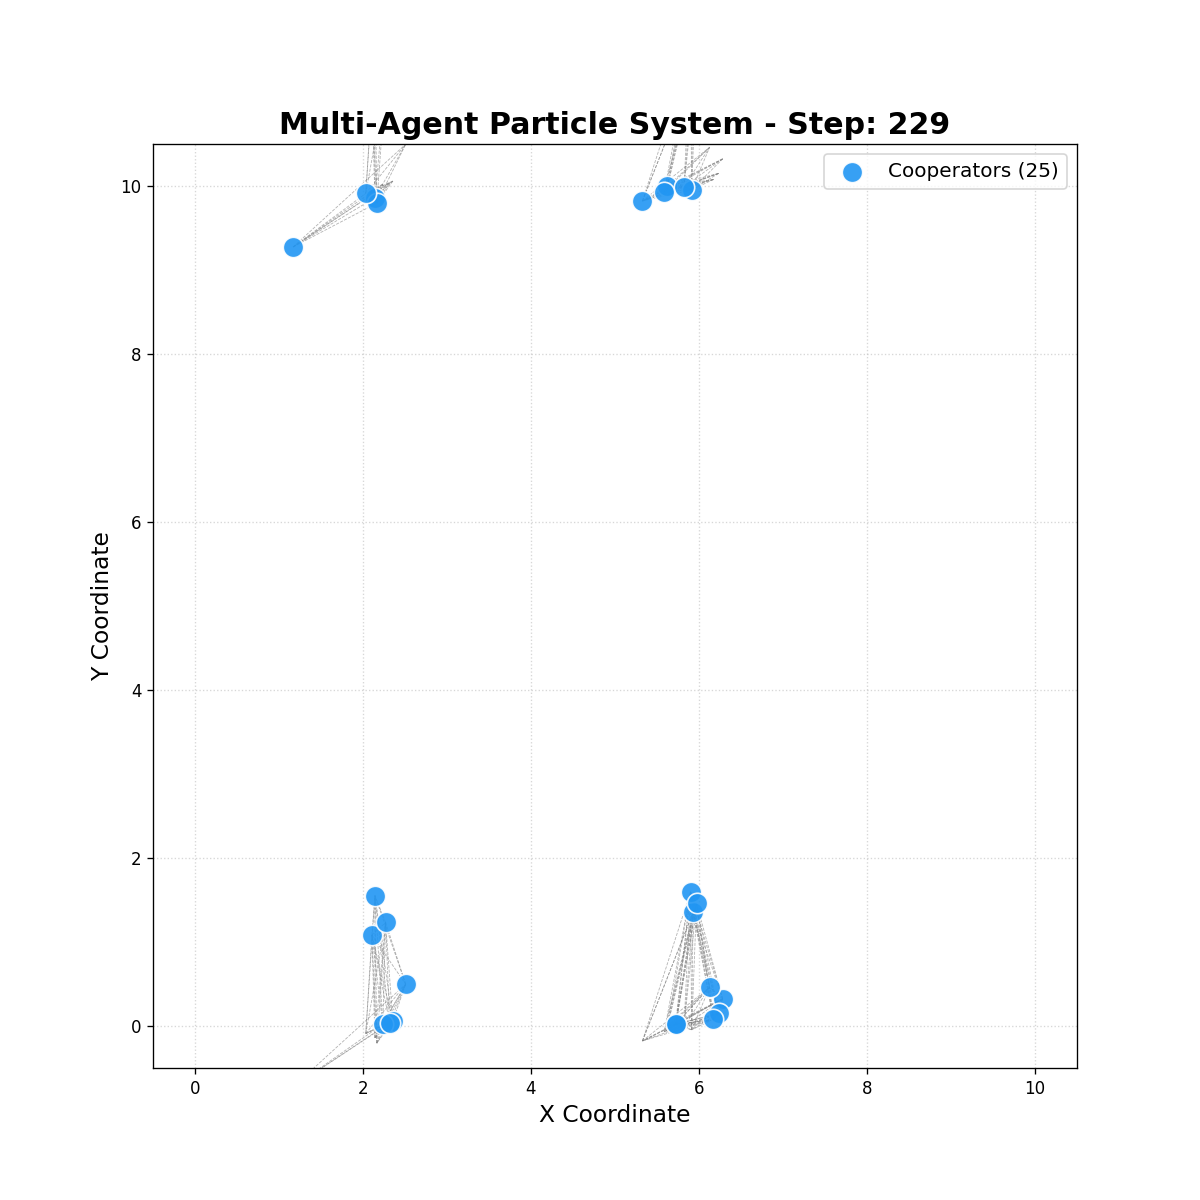 Multi-Agent Particle System - Step: 229
Cooperators (25)
10
8
6
4
2
0
Y Coordinate
0 2 4 6 8 10
X Coordinate